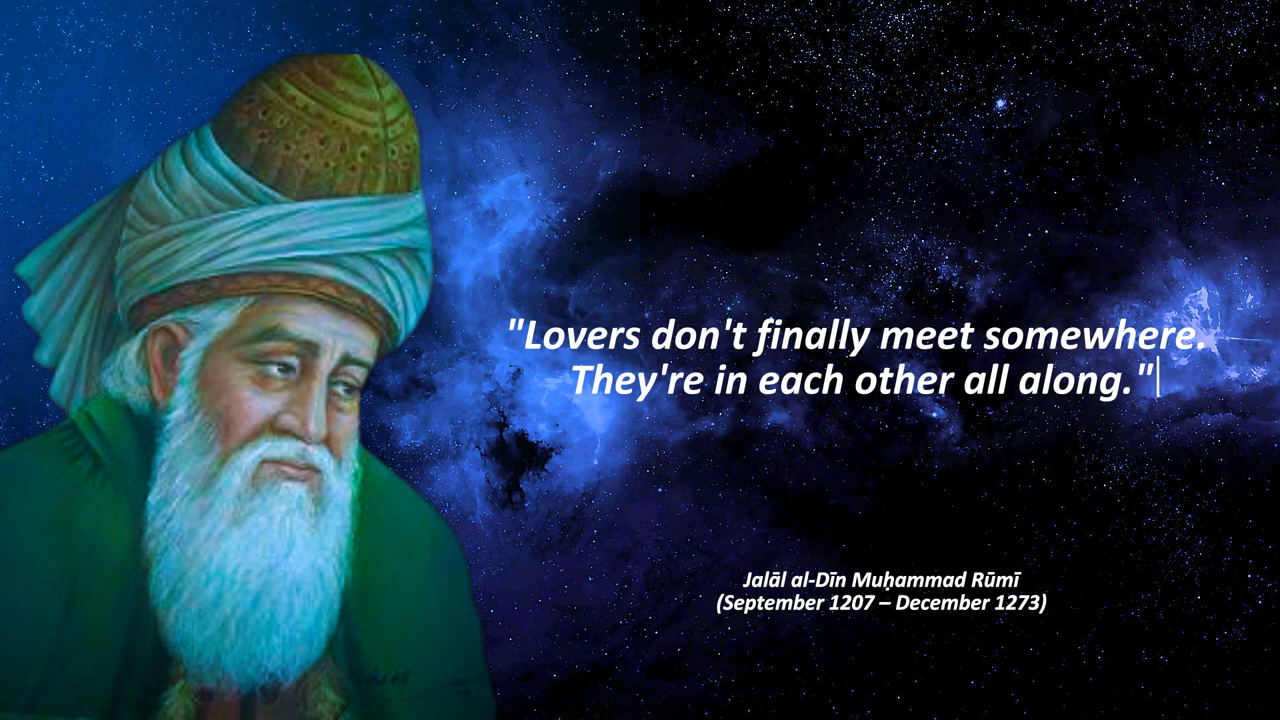 "Lovers don't finally meet somewhere.
They're in each other all along."
Jalāl al-Dīn Muḥammad Rūmī
(September 1207 – December 1273)